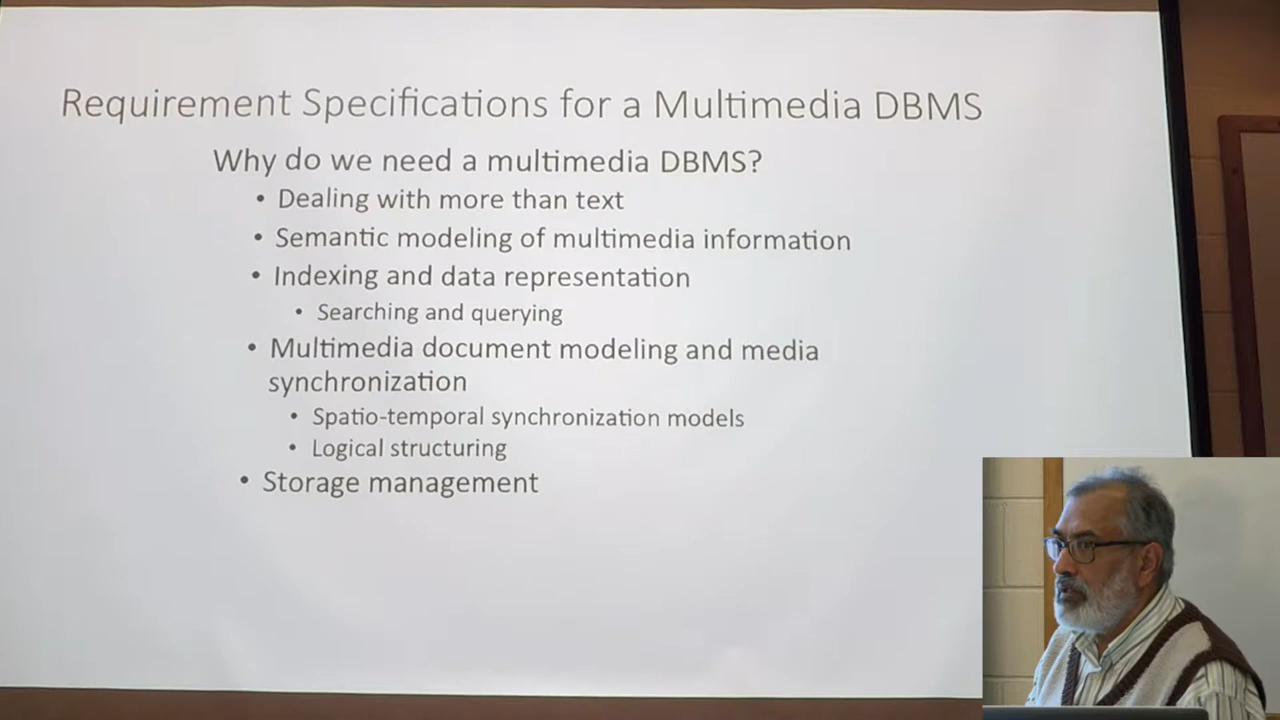 Requirement Specifications for a Multimedia DBMS
Why do we need a multimedia DBMS?
• Dealing with more than text
• Semantic modeling of multimedia information
• Indexing and data representation
• Searching and querying
• Multimedia document modeling and media
synchronization
• Spatio-temporal synchronization models
• Logical structuring
• Storage management